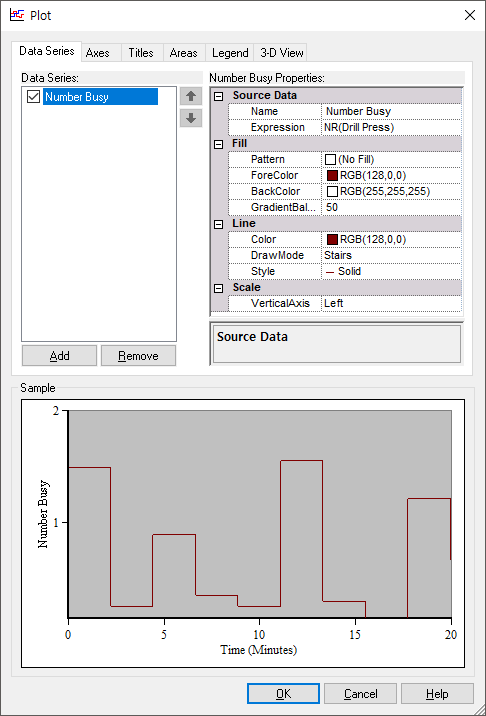 Plot
Data Series Axes Titles Areas Legend 3-D View
Data Series:
Number Busy
Number Busy Properties:
Source Data
Name Number Busy
Expression NR(Drill Press)
Fill
Pattern (No Fill)
ForeColor RGB(128,0,0)
BackColor RGB(255,255,255)
GradientBal... 50
Line
Color RGB(128,0,0)
DrawMode Stairs
Style Solid
Scale
VerticalAxis Left
Add Remove
Source Data
Sample
2
1
Number Busy
0 5 10 15 20
Time (Minutes)
OK Cancel Help